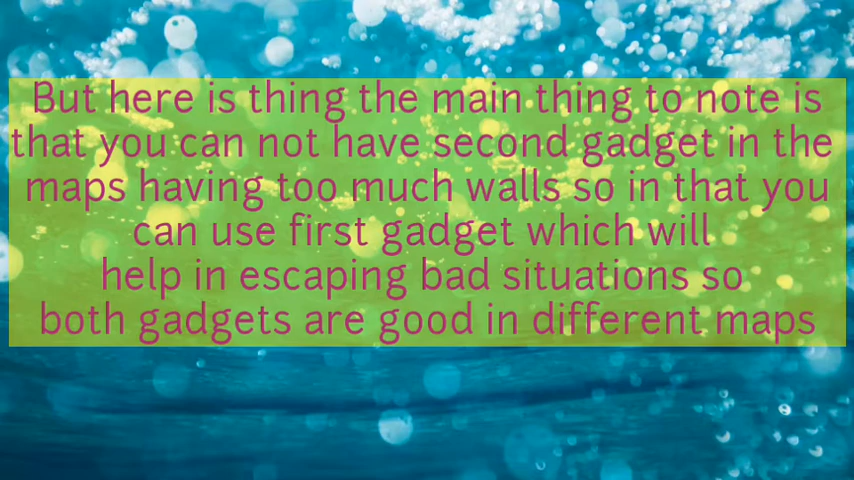 But here is thing the main thing to note is
that you can not have second gadget in the
maps having too much walls so in that you
can use first gadget which will
help in escaping bad situations so
both gadgets are good in different maps